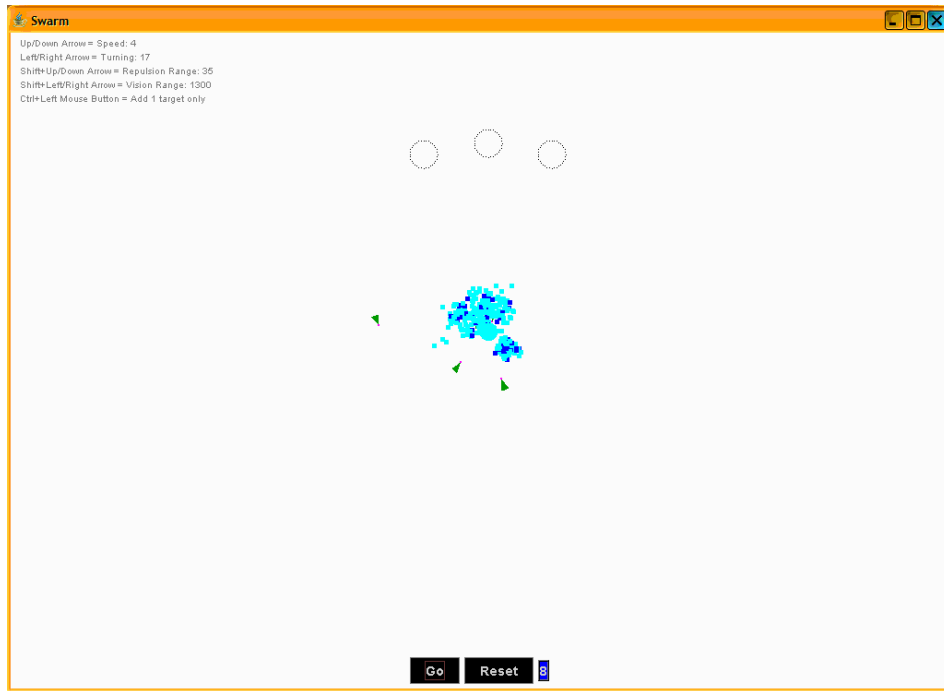 Swarm
Up/Down Arrow = Speed: 4
Left/Right Arrow = Turning: 17
Shift+Up/Down Arrow = Repulsion Range: 35
Shift+Left/Right Arrow = Vision Range: 1300
Ctrl+Left Mouse Button = Add 1 target only
Go Reset 8